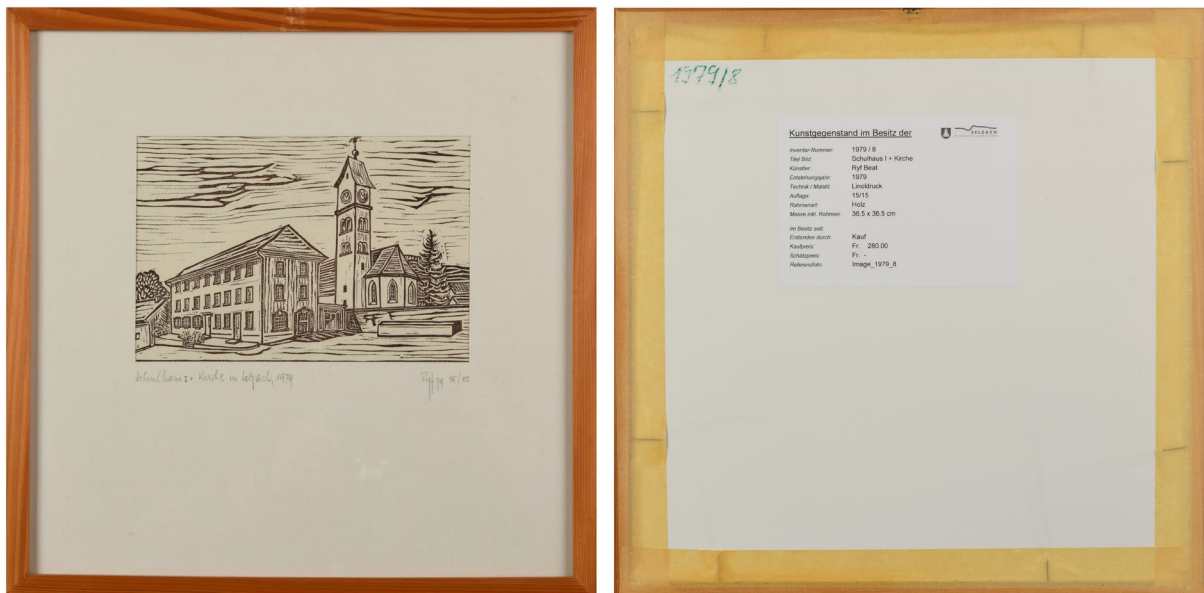 Schulhaus I + Kirche in Selzach, 1979
Ryf 79 15/15
1979/8
Kunstgegenstand im Besitz der
SELZACH
Inventar-Nummer: 1979 / 8
Titel Bild: Schulhaus I + Kirche
Künstler: Ryf Beat
Entstehungsjahr: 1979
Technik / Malstil: Linoldruck
Auflage: 15/15
Rahmenart: Holz
Masse inkl. Rahmen: 36.5 x 36.5 cm
Im Besitz seit:
Erstanden durch: Kauf
Kaufpreis: Fr. 280.00
Schätzpreis: Fr. -
Referenzfoto: Image_1979_8